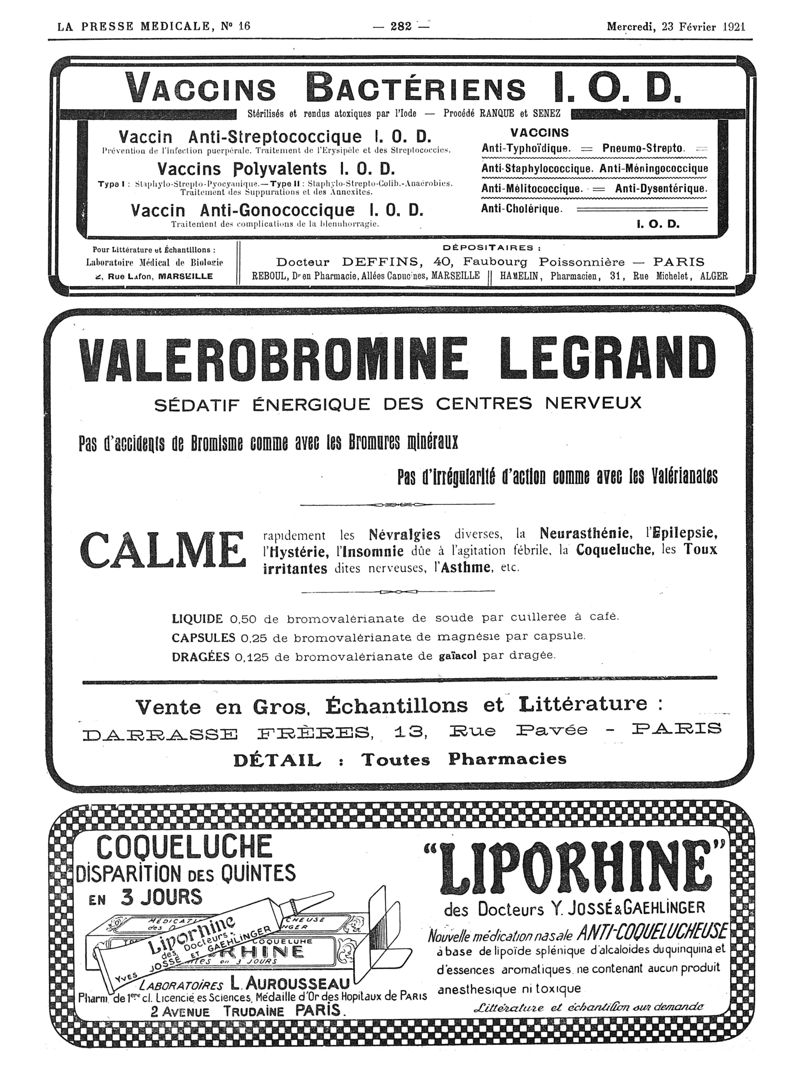 LA PRESSE MEDICALE, N° 16 — 282 — Mercredi, 23 Février 1921
VACCINS BACTÉRIENS I. O. D.
Stérilisés et rendus atoxiques par l'Iode — Procédé RANQUE et SENEZ
Vaccin Anti-Streptococcique I. O. D.
Prévention de l'infection puerpérale. Traitement de l'Erysipèle et des Streptococcies.
Vaccins Polyvalents I. O. D.
Type I : Staphylo-Strepto-Pyocyanique. — Type II : Staphylo-Strepto-Colib.-Anaérobies.
Traitement des Suppurations et des Annexites.
Vaccin Anti-Gonococcique I. O. D.
Traitement des complications de la blennhorragie.
VACCINS
Anti-Typhoïdique. = Pneumo-Strepto. =
Anti-Staphylococcique. Anti-Méningococcique
Anti-Mélitococcique. = Anti-Dysentérique.
Anti-Cholérique.
I. O. D.
Pour Littérature et Échantillons :
Laboratoire Médical de Biologie
2, Rue Lafon, MARSEILLE
DÉPOSITAIRES :
Docteur DEFFINS, 40, Faubourg Poissonnière — PARIS
REBOUL, Dr en Pharmacie, Allées Capucines, MARSEILLE || HAMELIN, Pharmacien, 31, Rue Michelet, ALGER
VALEROBROMINE LEGRAND
SÉDATIF ÉNERGIQUE DES CENTRES NERVEUX
Pas d'accidents de Bromisme comme avec les Bromures minéraux
Pas d'irrégularité d'action comme avec les Valérianates
CALME rapidement les Névralgies diverses, la Neurasthénie, l'Epilepsie,
l'Hystérie, l'Insomnie dûe à l'agitation fébrile, la Coqueluche, les Toux
irritantes dites nerveuses, l'Asthme, etc.
LIQUIDE 0,50 de bromovalérianate de soude par cuillerée à café.
CAPSULES 0,25 de bromovalérianate de magnésie par capsule.
DRAGÉES 0,125 de bromovalérianate de gaïacol par dragée.
Vente en Gros, Échantillons et Littérature :
DARRASSE FRÈRES, 13, Rue Pavée - PARIS
DÉTAIL : Toutes Pharmacies
COQUELUCHE
DISPARITION DES QUINTES
EN 3 JOURS
Liporhine
des Docteurs
YVES JOSSÉ ET GAEHLINGER
LABORATOIRES L. AUROUSSEAU
Pharm. de 1ère cl. Licencié es Sciences, Médaille d'Or des Hopitaux de PARIS
2 AVENUE TRUDAINE PARIS.
"LIPORHINE"
des Docteurs Y. JOSSÉ & GAEHLINGER
Nouvelle médication nasale ANTI-COQUELUCHEUSE
à base de lipoïde splénique d'alcaloïdes du quinquina et
d'essences aromatiques, ne contenant aucun produit
anesthesique ni toxique
Littérature et échantillon sur demande